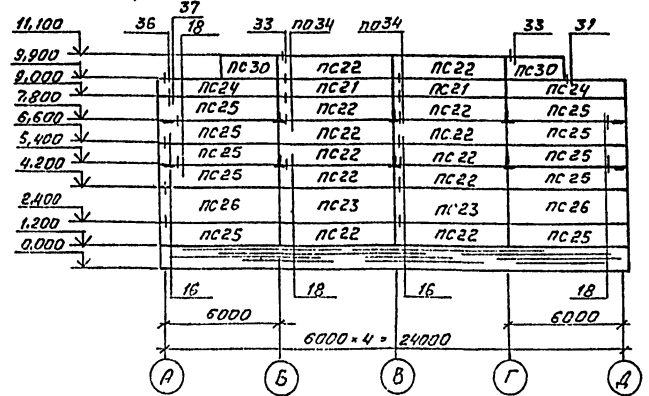 37
36 18 33 по34 по34 33 31
11,100
9,900
9,000
7,800
6,600
5,400
4,200
2,400
1,200
0,000
пс30 пс22 пс22 пс30
пс24 пс21 пс21 пс24
пс25 пс22 пс22 пс25
пс25 пс22 пс22 пс25
пс25 пс22 пс22 пс25
пс25 пс22 пс22 пс25
пс26 пс23 пс23 пс26
пс25 пс22 пс22 пс25
16 18 16 18
6000 6000
6000 × 4 = 24000
А Б В Г Д